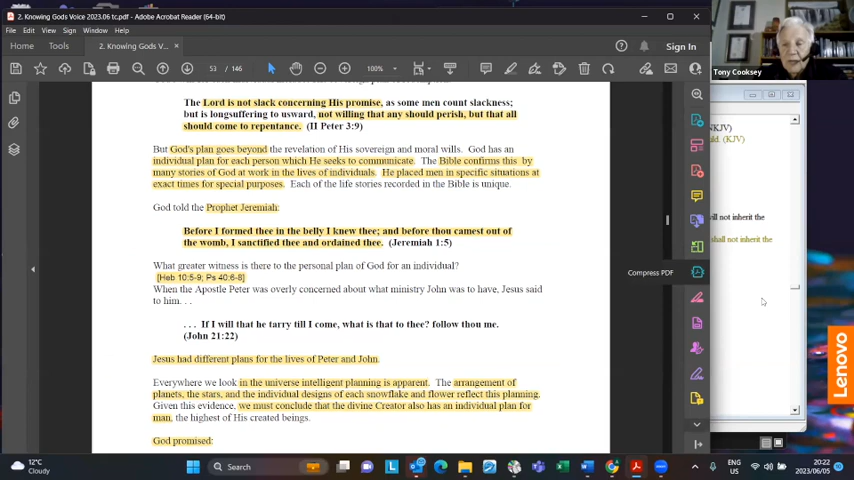 2. Knowing Gods Voice 2023.06 tc.pdf - Adobe Acrobat Reader (64-bit)
File Edit View Sign Window Help
Home Tools 2. Knowing Gods Voice ... × Sign In
53 / 146 100%
Tony Cooksey
The Lord is not slack concerning His promise, as some men count slackness;
but is longsuffering to usward, not willing that any should perish, but that all
should come to repentance. (II Peter 3:9)
But God's plan goes beyond the revelation of His sovereign and moral wills. God has an
individual plan for each person which He seeks to communicate. The Bible confirms this by
many stories of God at work in the lives of individuals. He placed men in specific situations at
exact times for special purposes. Each of the life stories recorded in the Bible is unique.
God told the Prophet Jeremiah:
Before I formed thee in the belly I knew thee; and before thou camest out of
the womb, I sanctified thee and ordained thee. (Jeremiah 1:5)
What greater witness is there to the personal plan of God for an individual?
[Heb 10:5-9; Ps 40:6-8]
When the Apostle Peter was overly concerned about what ministry John was to have, Jesus said
to him. . .
. . . If I will that he tarry till I come, what is that to thee? follow thou me.
(John 21:22)
Jesus had different plans for the lives of Peter and John.
Everywhere we look in the universe intelligent planning is apparent. The arrangement of
planets, the stars, and the individual designs of each snowflake and flower reflect this planning.
Given this evidence, we must conclude that the divine Creator also has an individual plan for
man, the highest of His created beings.
God promised:
Compress PDF
NKJV)
ld. (KJV)
ill not inherit the
shall not inherit the
Lenovo
12°C
Cloudy
Search
ENG
US
20:22
2023/06/05